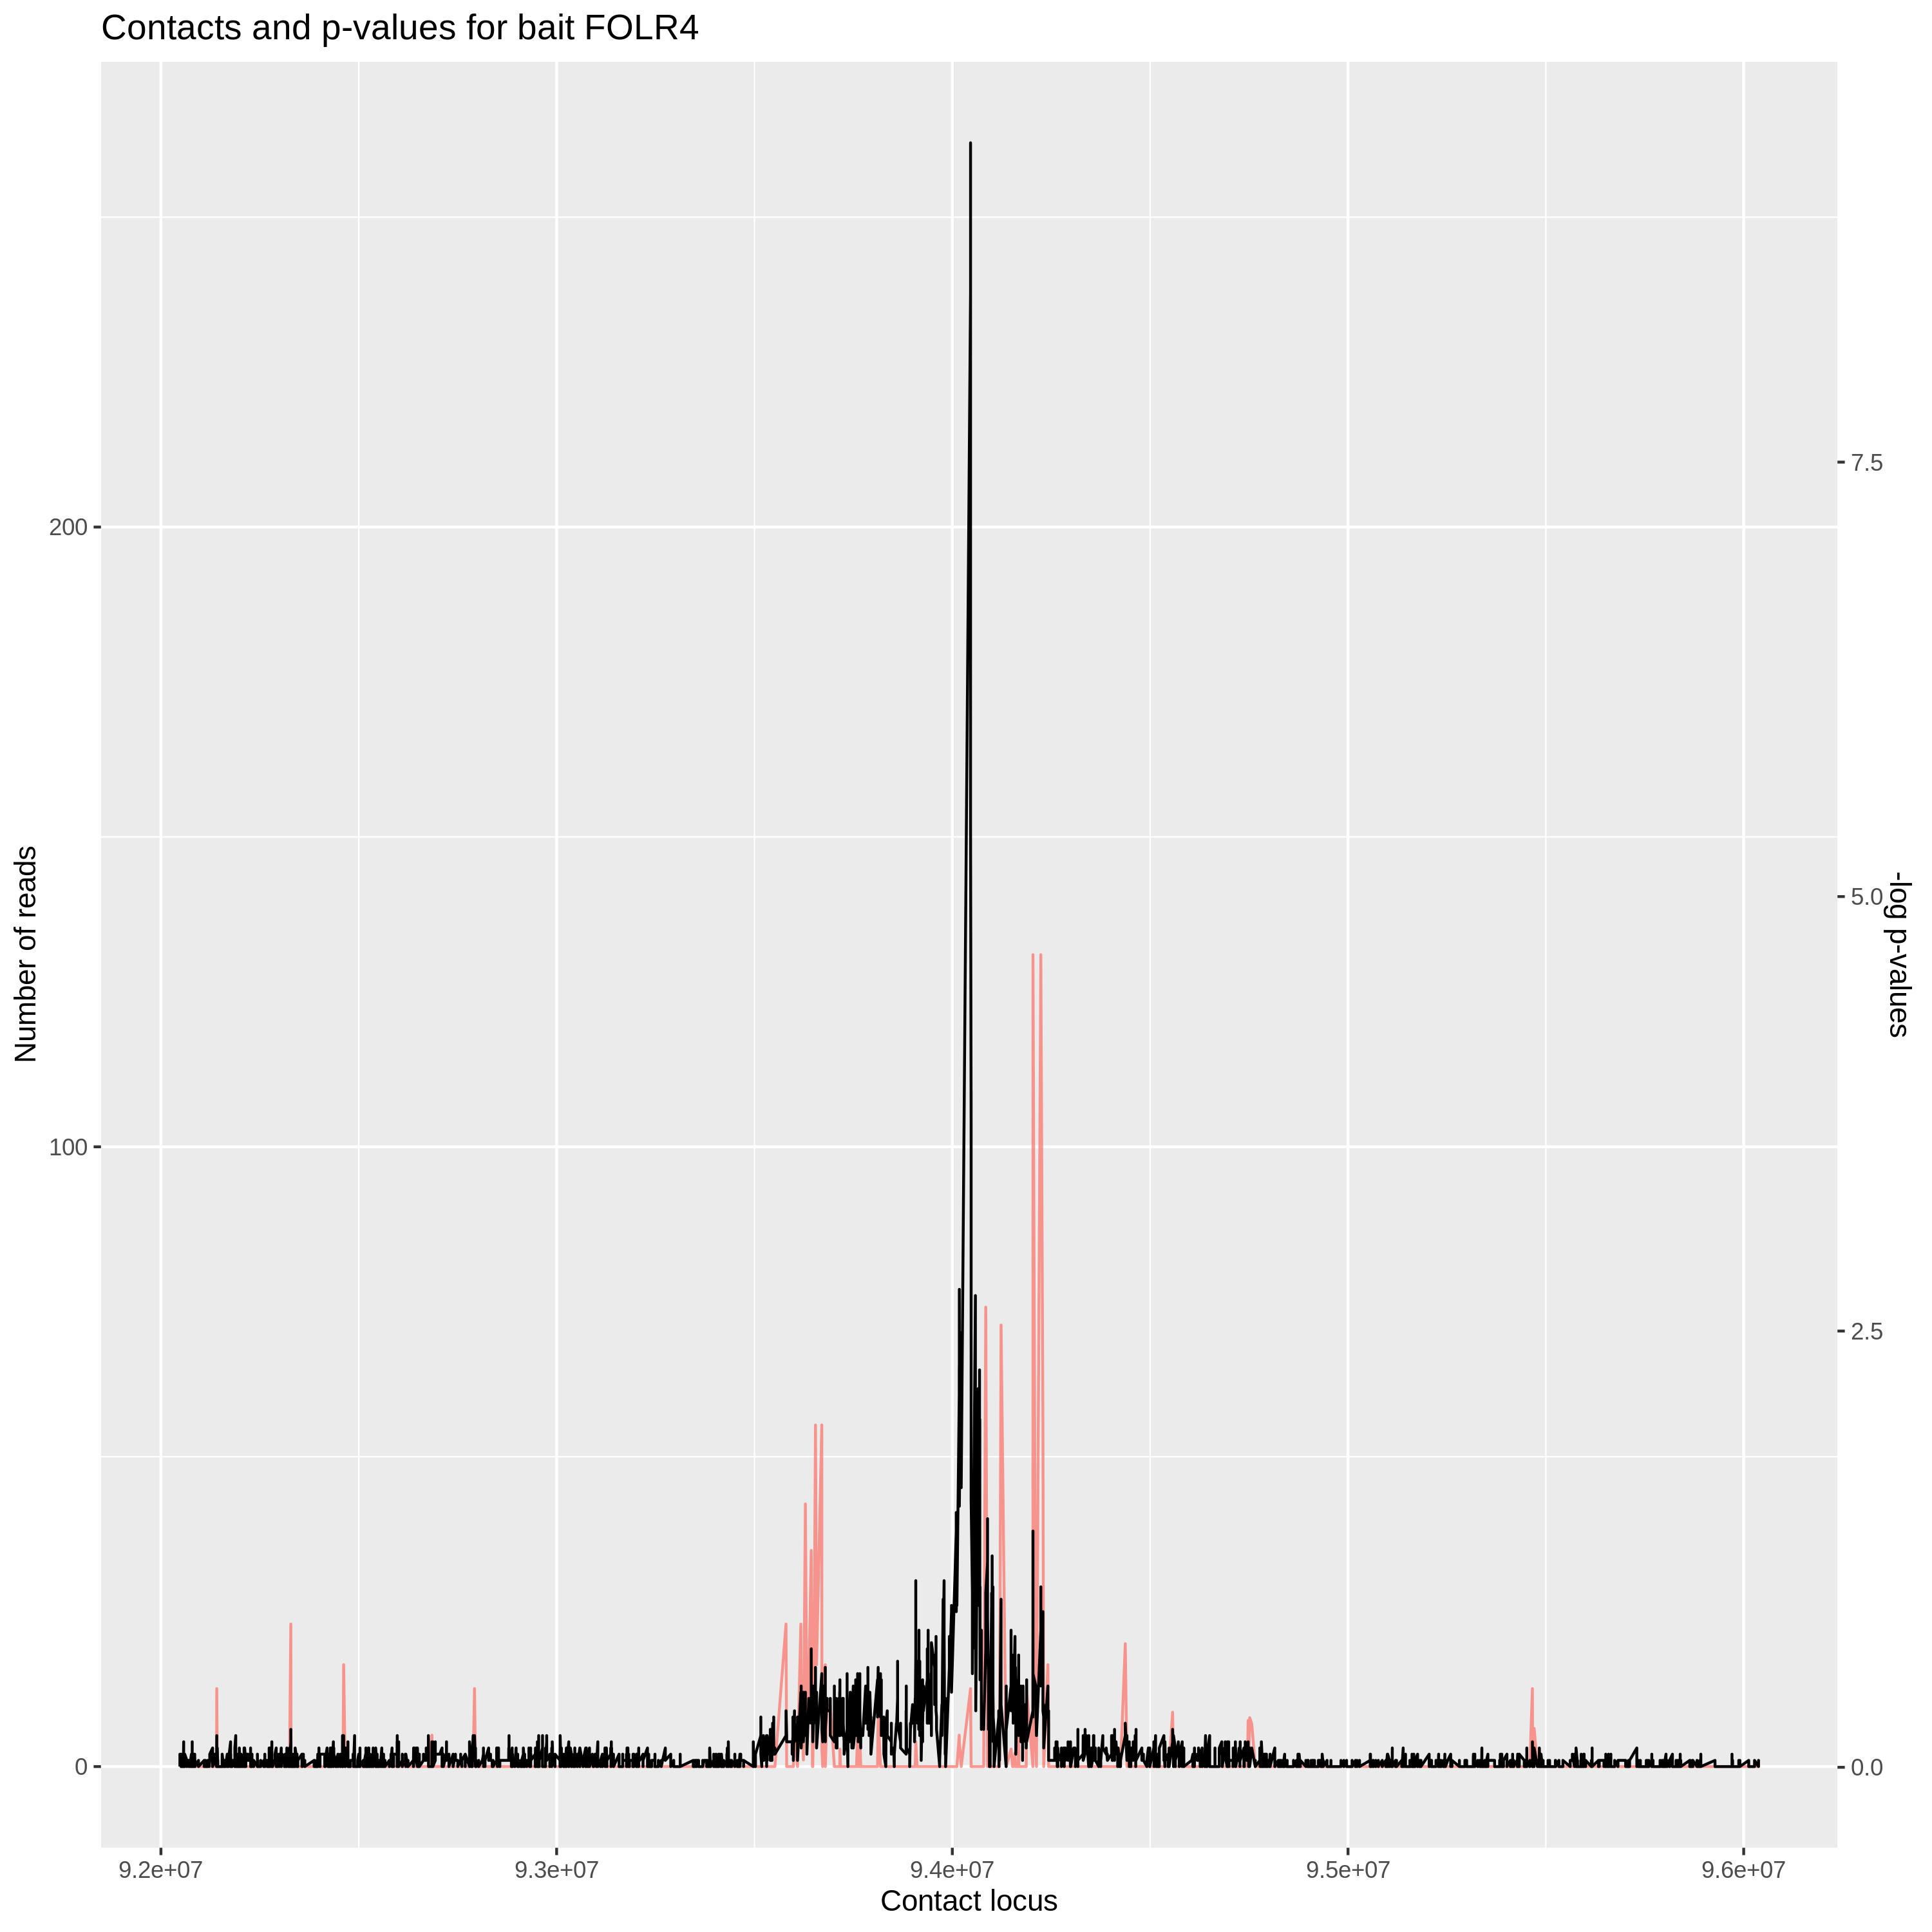 Contacts and p-values for bait FOLR4
200
100
0
Number of reads
7.5
5.0
2.5
0.0
-log p-values
9.2e+07 9.3e+07 9.4e+07 9.5e+07 9.6e+07
Contact locus